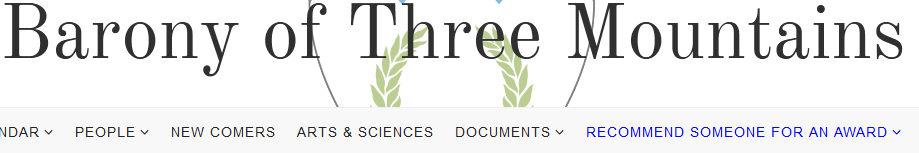 Barony of Three Mountains
NDAR PEOPLE NEW COMERS ARTS & SCIENCES DOCUMENTS RECOMMEND SOMEONE FOR AN AWARD